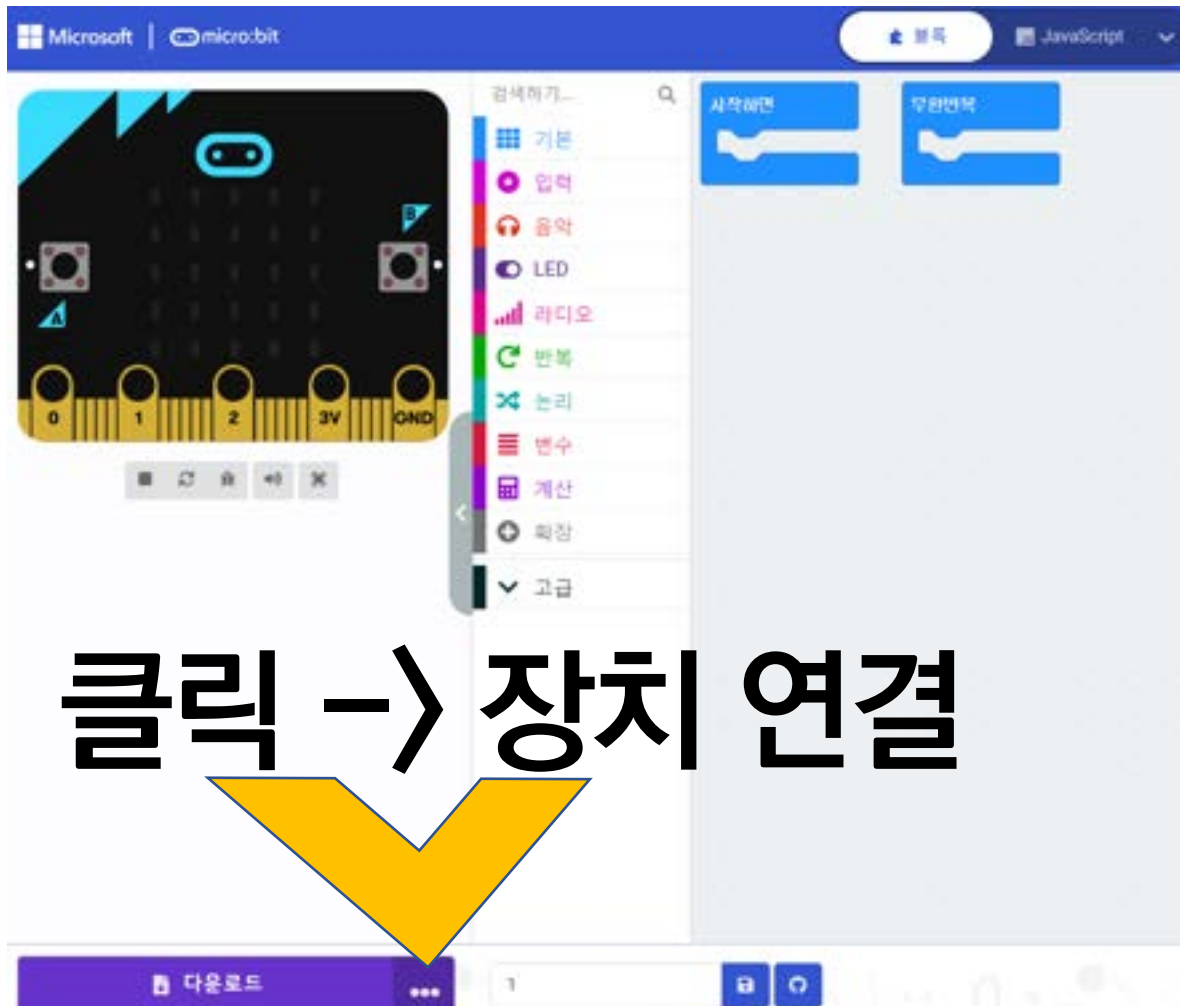 Microsoft | micro:bit
블록
JavaScript
검색하기...
기본
입력
음악
LED
라디오
반복
논리
변수
계산
확장
고급
시작하면
무한반복
B
A
0 1 2 3V GND
클릭 -> 장치 연결
다운로드
...
1